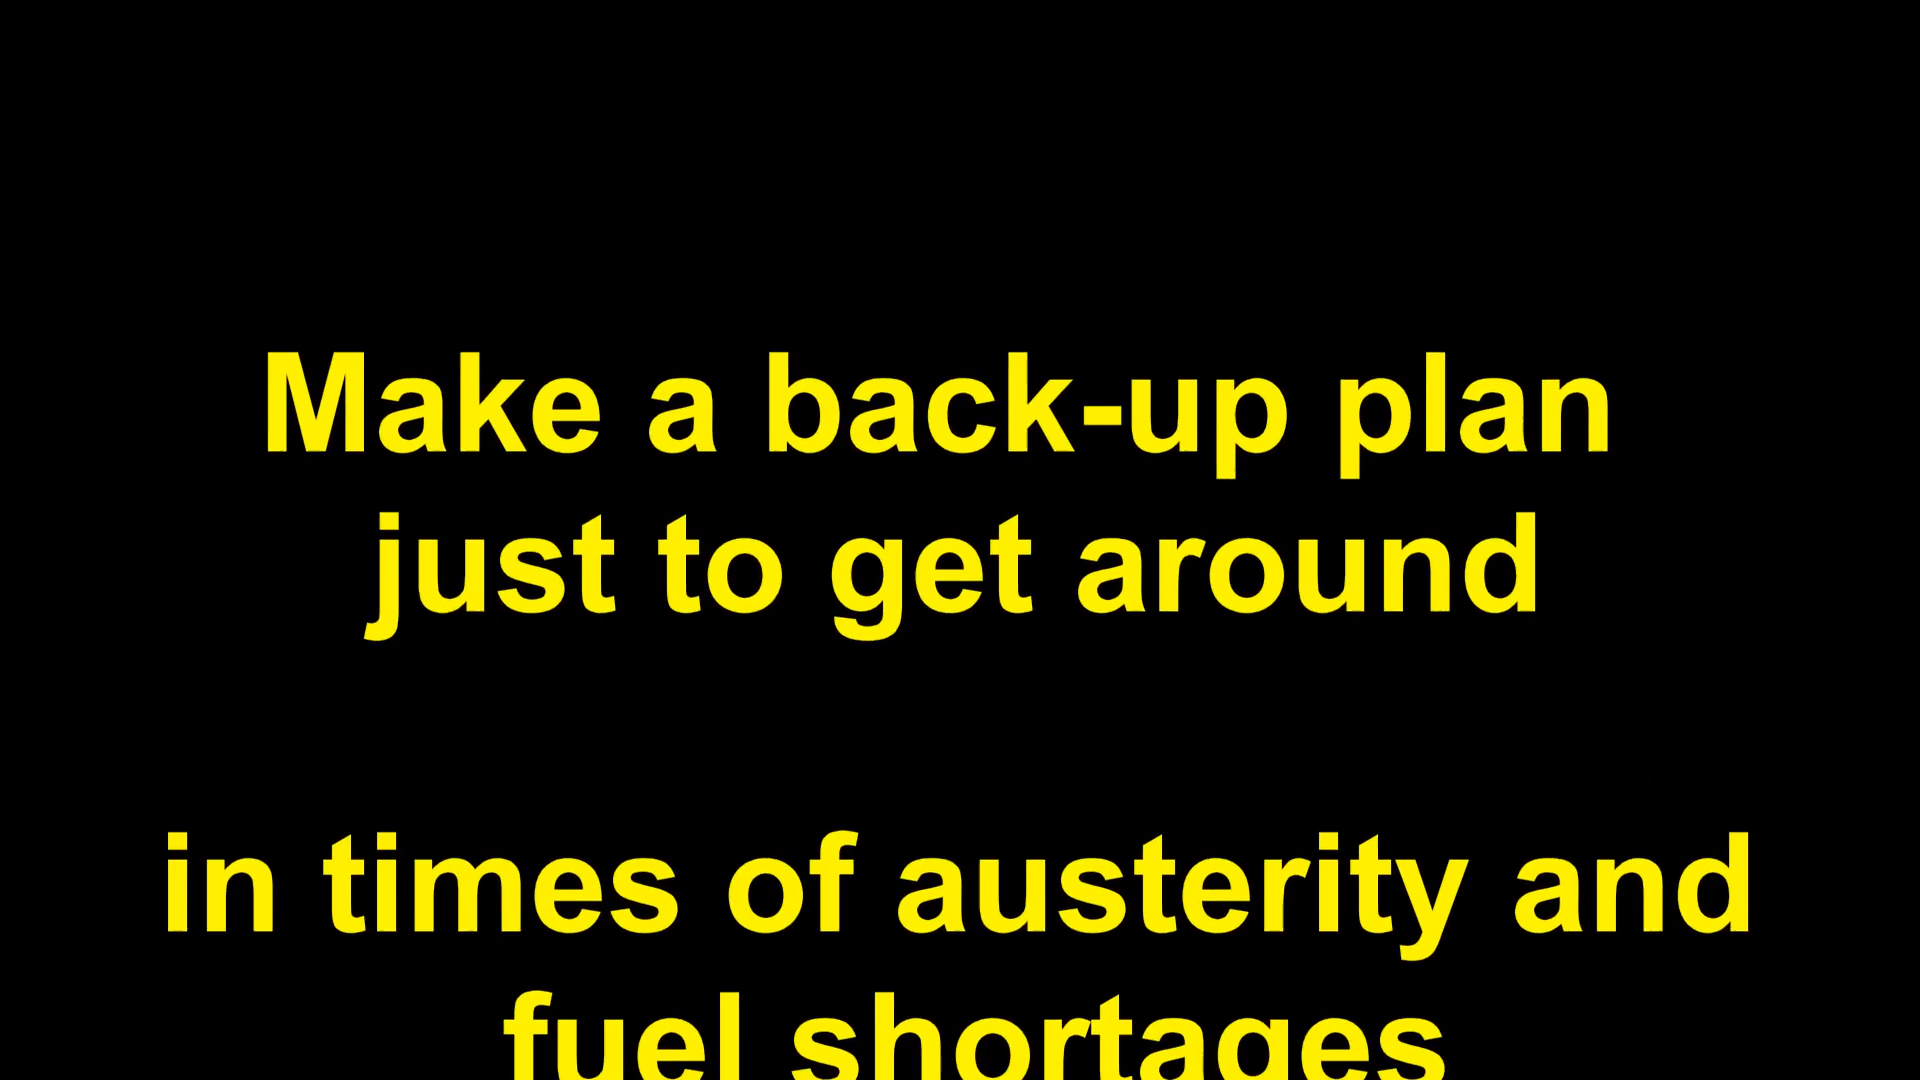 Make a back-up plan
just to get around
in times of austerity and
fuel shortages